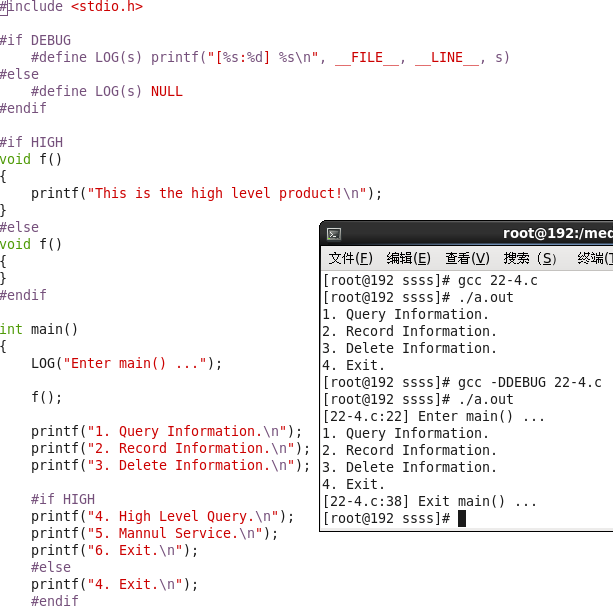 #include <stdio.h>
#if DEBUG
    #define LOG(s) printf("[%s:%d] %s\n", __FILE__, __LINE__, s)
#else
    #define LOG(s) NULL
#endif
#if HIGH
void f()
{
    printf("This is the high level product!\n");
}
#else
void f()
{
}
#endif
int main()
{
    LOG("Enter main() ...");
    f();
    printf("1. Query Information.\n");
    printf("2. Record Information.\n");
    printf("3. Delete Information.\n");
    #if HIGH
    printf("4. High Level Query.\n");
    printf("5. Mannul Service.\n");
    printf("6. Exit.\n");
    #else
    printf("4. Exit.\n");
    #endif
root@192:/med
文件(F) 编辑(E) 查看(V) 搜索 (S) 终端(T
[root@192 ssss]# gcc 22-4.c
[root@192 ssss]# ./a.out
1. Query Information.
2. Record Information.
3. Delete Information.
4. Exit.
[root@192 ssss]# gcc -DDEBUG 22-4.c
[root@192 ssss]# ./a.out
[22-4.c:22] Enter main() ...
1. Query Information.
2. Record Information.
3. Delete Information.
4. Exit.
[22-4.c:38] Exit main() ...
[root@192 ssss]#